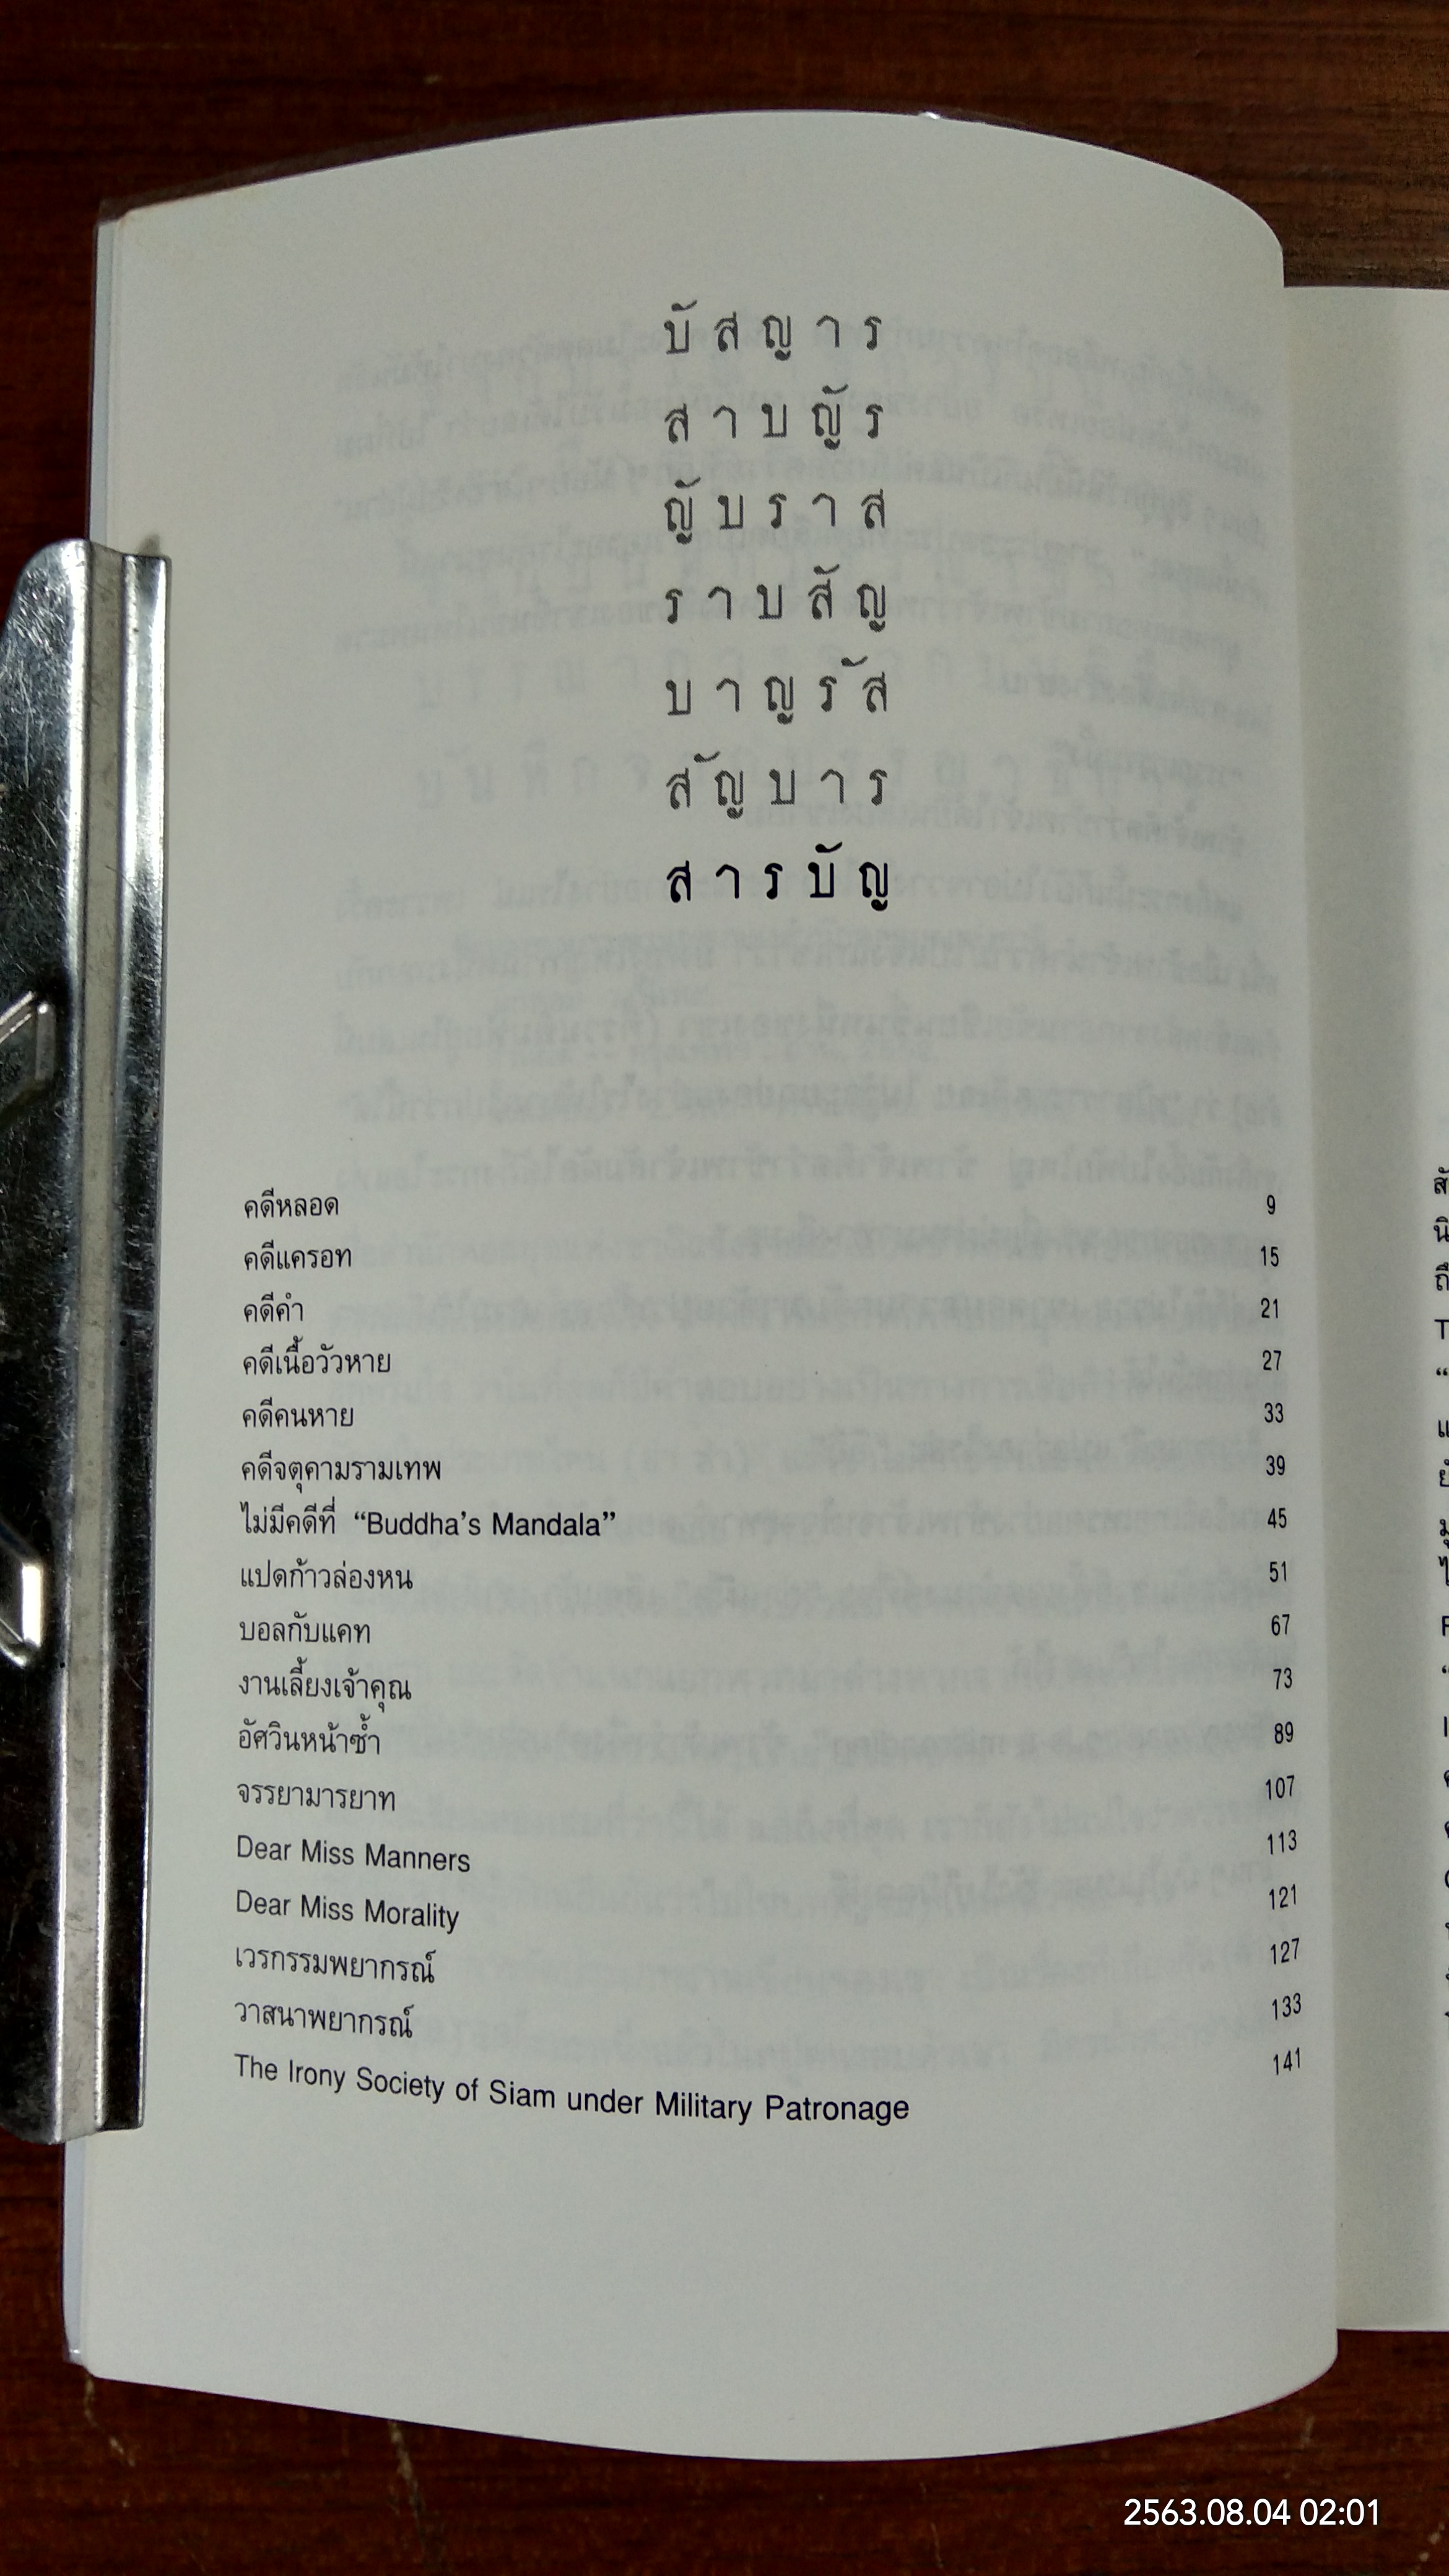 บัสญาร
สาบญัร
ญับราส
ราบสัญ
บาญรัส
สัญบาร
สารบัญ
คดีหลอด 9
คดีแครอท 15
คดีคำ 21
คดีเนื้อวัวหาย 27
คดีคนหาย 33
คดีจตุคามรามเทพ 39
ไม่มีคดีที่ “Buddha’s Mandala” 45
แปดก้าวล่องหน 51
บอลกับแคท 67
งานเลี้ยงเจ้าคุณ 73
อัศวินหน้าซ้ำ 89
จรรยามารยาท 107
Dear Miss Manners 113
Dear Miss Morality 121
เวรกรรมพยากรณ์ 127
วาสนาพยากรณ์ 133
The Irony Society of Siam under Military Patronage 141
2563.08.04 02:01